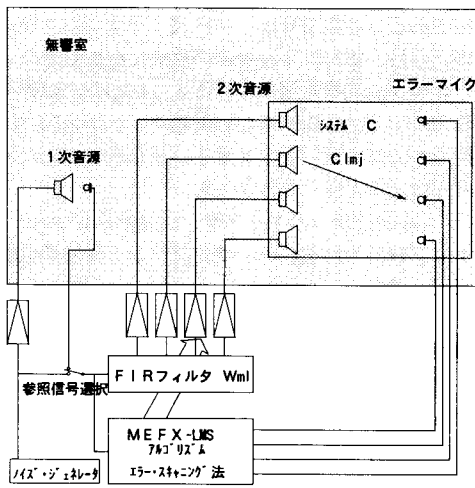 無響室
2次音源
エラーマイク
システム C
Clmj
1次音源
参照信号選択
FIRフィルタ Wml
MEFX-LMS
アルゴリズム
エラー・スキャニング法
ノイズ・ジェネレータ